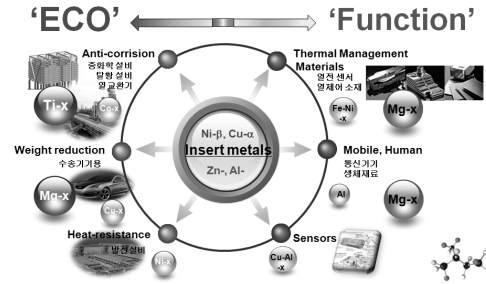 ‘ECO’
‘Function’
Anti-corrision
중화학 설비
탈황 설비
열교환기
Ti-x
Co-x
Thermal Management
Materials
열전 센서
열제어 소재
Fe-Ni
-x
Mg-x
Ni-β, Cu-α
Insert metals
Zn-, Al-
Weight reduction
수송기기용
Mg-x
Cu-x
Mobile, Human
통신기기
생체재료
Al
Mg-x
Heat-resistance
발전설비
Ni-x
Sensors
Cu-Al
-x